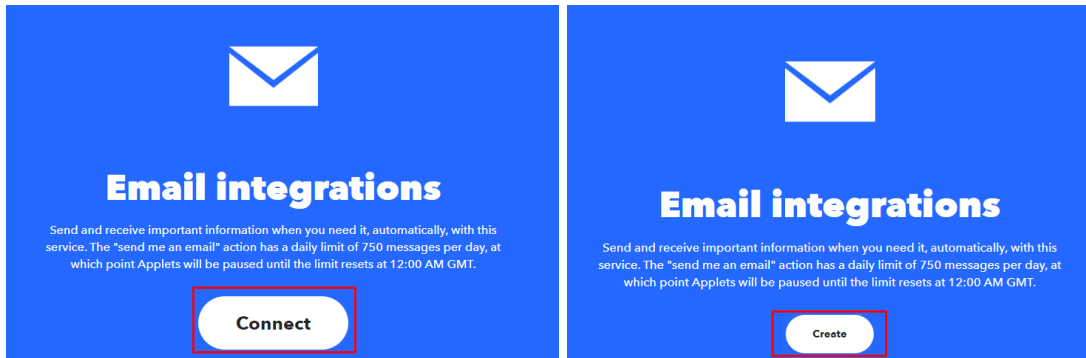 Email integrations
Send and receive important information when you need it, automatically, with this
service. The "send me an email" action has a daily limit of 750 messages per day, at
which point Applets will be paused until the limit resets at 12:00 AM GMT.
Connect
Email integrations
Send and receive important information when you need it, automatically, with this
service. The "send me an email" action has a daily limit of 750 messages per day, at
which point Applets will be paused until the limit resets at 12:00 AM GMT.
Create